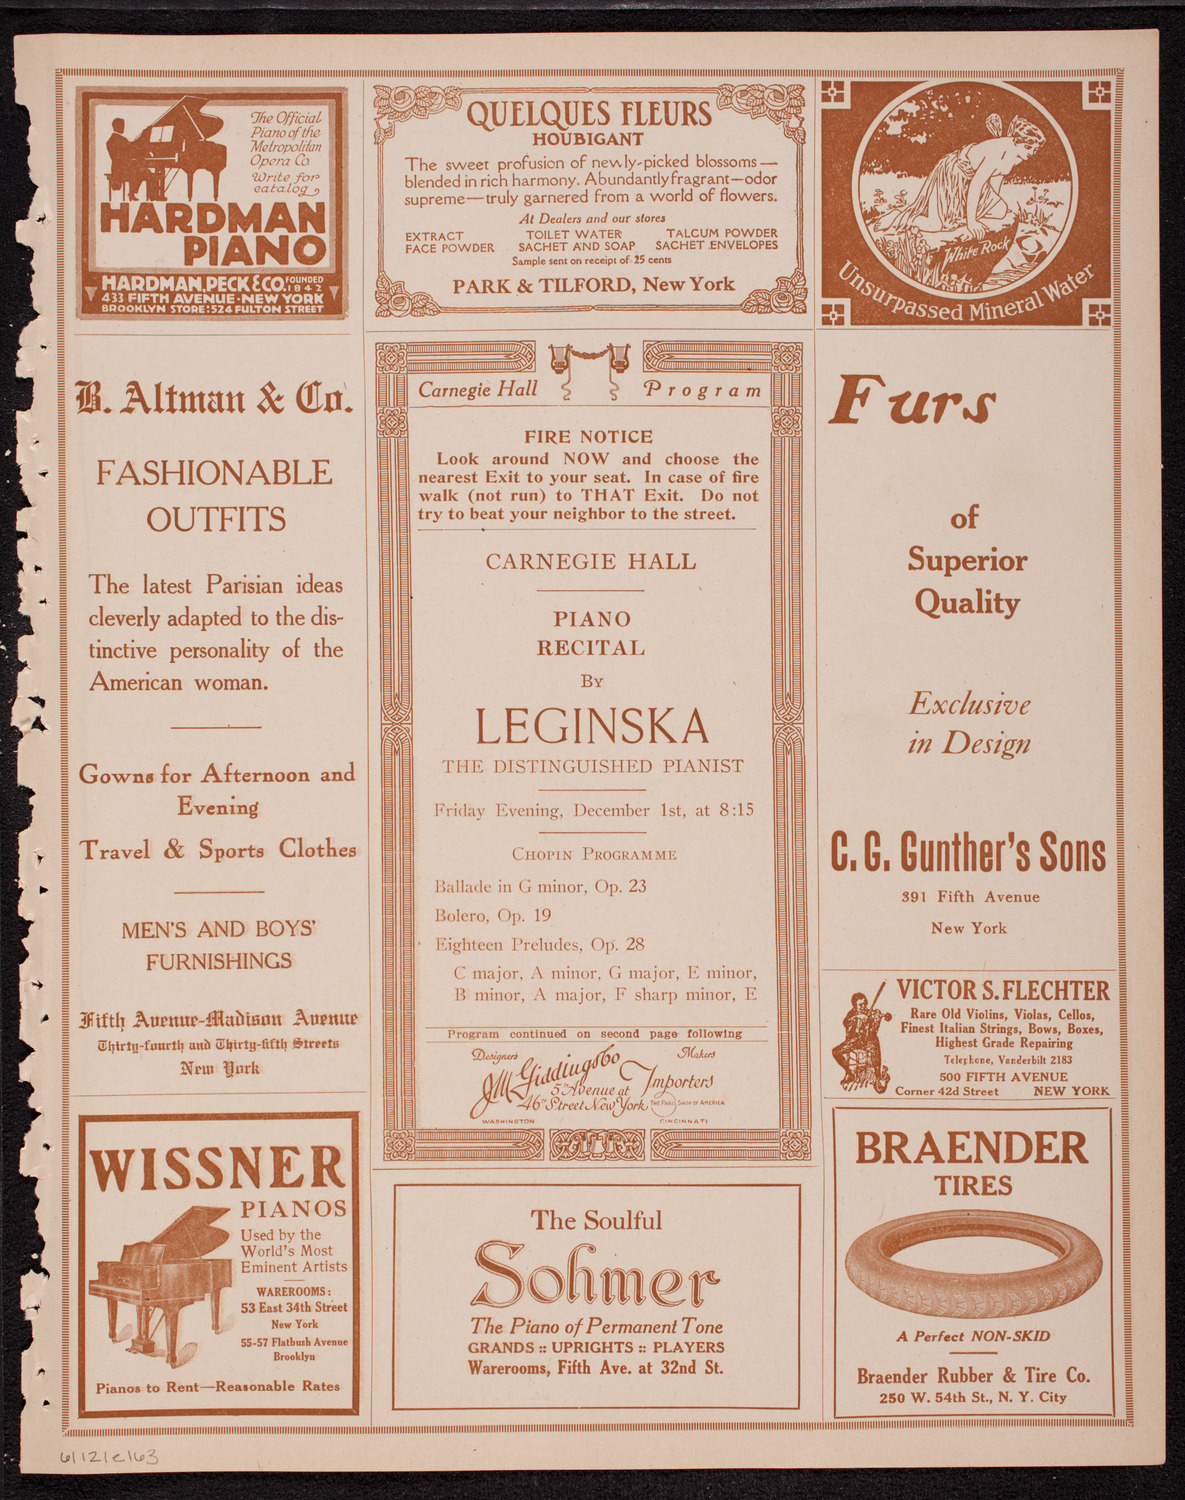 The Official
Piano of the
Metropolitan
Opera Co.
Write for
catalog
HARDMAN
PIANO
HARDMAN, PECK & CO. FOUNDED 1842
433 FIFTH AVENUE · NEW YORK
BROOKLYN STORE: 524 FULTON STREET
QUELQUES FLEURS
HOUBIGANT
The sweet profusion of newly-picked blossoms—
blended in rich harmony. Abundantly fragrant—odor
supreme—truly garnered from a world of flowers.
At Dealers and our stores
EXTRACT TOILET WATER TALCUM POWDER
FACE POWDER SACHET AND SOAP SACHET ENVELOPES
Sample sent on receipt of 25 cents
PARK & TILFORD, New York
White Rock
Unsurpassed Mineral Water
B. Altman & Co.
FASHIONABLE
OUTFITS
The latest Parisian ideas
cleverly adapted to the dis-
tinctive personality of the
American woman.
Gowns for Afternoon and
Evening
Travel & Sports Clothes
MEN'S AND BOYS'
FURNISHINGS
Fifth Avenue-Madison Avenue
Thirty-fourth and Thirty-fifth Streets
New York
Carnegie Hall Program
FIRE NOTICE
Look around NOW and choose the
nearest Exit to your seat. In case of fire
walk (not run) to THAT Exit. Do not
try to beat your neighbor to the street.
CARNEGIE HALL
PIANO
RECITAL
BY
LEGINSKA
THE DISTINGUISHED PIANIST
Friday Evening, December 1st, at 8:15
CHOPIN PROGRAMME
Ballade in G minor, Op. 23
Bolero, Op. 19
Eighteen Preludes, Op. 28
C major, A minor, G major, E minor,
B minor, A major, F sharp minor, E
Program continued on second page following
Designers Makers
J.M. Gidding & Co Importers
5th Avenue at
46th Street New York THE PARIS SHOP OF AMERICA
WASHINGTON CINCINNATI
Furs
of
Superior
Quality
Exclusive
in Design
C. G. Gunther's Sons
391 Fifth Avenue
New York
VICTOR S. FLECHTER
Rare Old Violins, Violas, Cellos,
Finest Italian Strings, Bows, Boxes,
Highest Grade Repairing
Telephone, Vanderbilt 2183
500 FIFTH AVENUE
Corner 42d Street NEW YORK
WISSNER
PIANOS
Used by the
World's Most
Eminent Artists
WAREROOMS:
53 East 34th Street
New York
55-57 Flatbush Avenue
Brooklyn
Pianos to Rent—Reasonable Rates
The Soulful
Sohmer
The Piano of Permanent Tone
GRANDS :: UPRIGHTS :: PLAYERS
Warerooms, Fifth Ave. at 32nd St.
BRAENDER
TIRES
A Perfect NON-SKID
Braender Rubber & Tire Co.
250 W. 54th St., N. Y. City
6/12/e/63